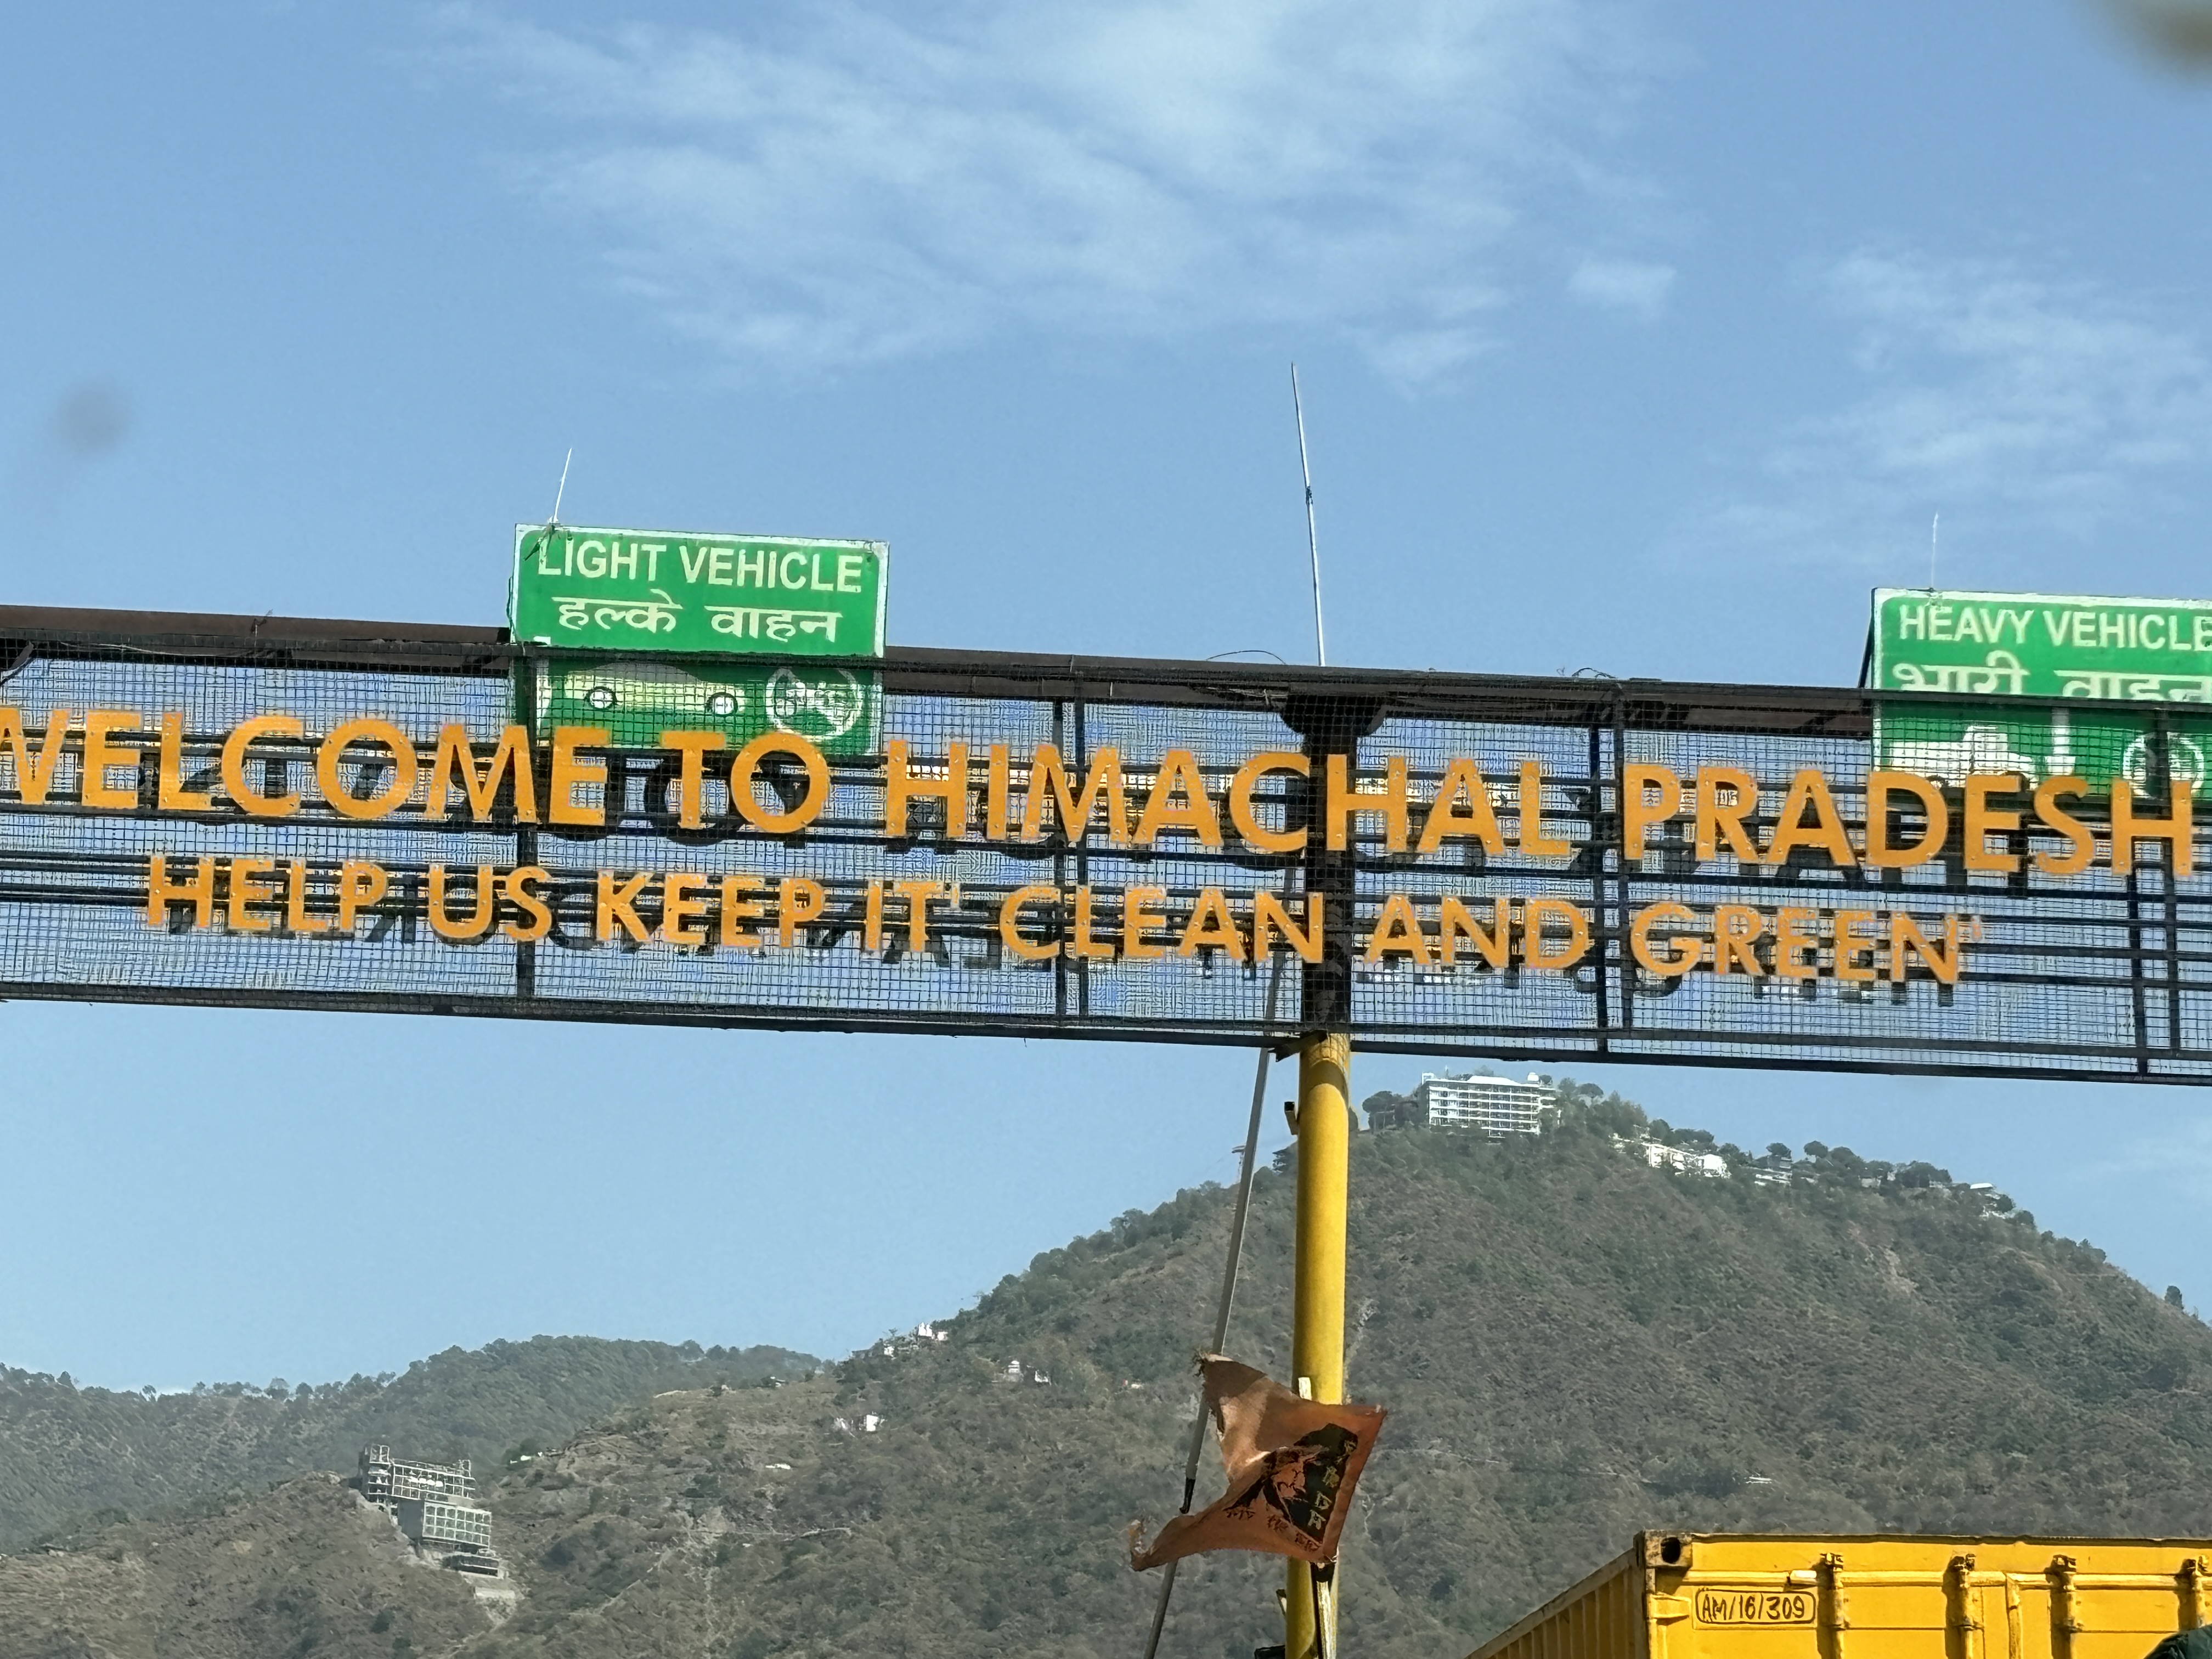 LIGHT VEHICLE
हल्के वाहन
HEAVY VEHICLE
भारी वाहन
WELCOME TO HIMACHAL PRADESH
HELP US KEEP IT' CLEAN AND GREEN"
AM/16/309